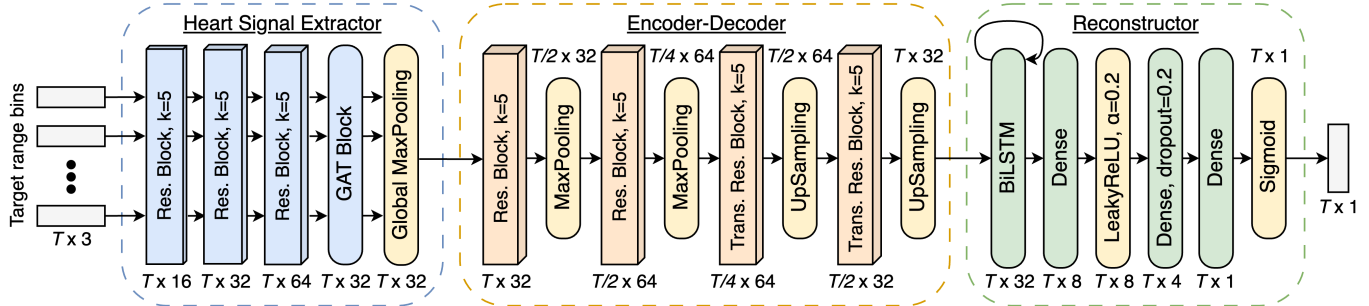 Heart Signal Extractor
Encoder-Decoder
Reconstructor
Target range bins
T x 3
Res. Block, k=5
T x 16
Res. Block, k=5
T x 32
Res. Block, k=5
T x 64
GAT Block
T x 32
Global MaxPooling
T x 32
Res. Block, k=5
T x 32
T/2 x 32
MaxPooling
Res. Block, k=5
T/2 x 64
T/4 x 64
MaxPooling
Trans. Res. Block, k=5
T/4 x 64
T/2 x 64
UpSampling
Trans. Res. Block, k=5
T/2 x 32
T x 32
UpSampling
BiLSTM
T x 32
Dense
T x 8
LeakyReLU, α=0.2
T x 8
Dense, dropout=0.2
T x 4
Dense
T x 1
T x 1
Sigmoid
T x 1